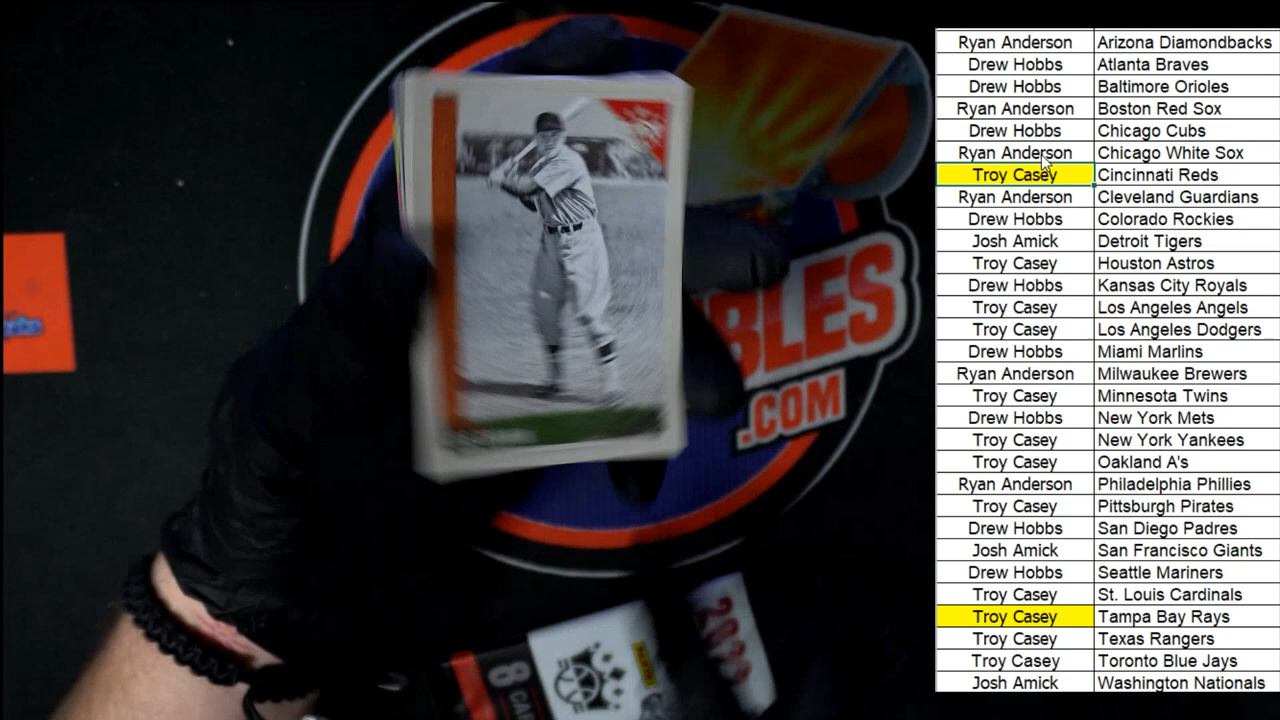 Ryan Anderson Arizona Diamondbacks
Drew Hobbs Atlanta Braves
Drew Hobbs Baltimore Orioles
Ryan Anderson Boston Red Sox
Drew Hobbs Chicago Cubs
Ryan Anderson Chicago White Sox
Troy Casey Cincinnati Reds
Ryan Anderson Cleveland Guardians
Drew Hobbs Colorado Rockies
Josh Amick Detroit Tigers
Troy Casey Houston Astros
Drew Hobbs Kansas City Royals
Troy Casey Los Angeles Angels
Troy Casey Los Angeles Dodgers
Drew Hobbs Miami Marlins
Ryan Anderson Milwaukee Brewers
Troy Casey Minnesota Twins
Drew Hobbs New York Mets
Troy Casey New York Yankees
Troy Casey Oakland A's
Ryan Anderson Philadelphia Phillies
Troy Casey Pittsburgh Pirates
Drew Hobbs San Diego Padres
Josh Amick San Francisco Giants
Drew Hobbs Seattle Mariners
Troy Casey St. Louis Cardinals
Troy Casey Tampa Bay Rays
Troy Casey Texas Rangers
Troy Casey Toronto Blue Jays
Josh Amick Washington Nationals
.COM
PANINI
8